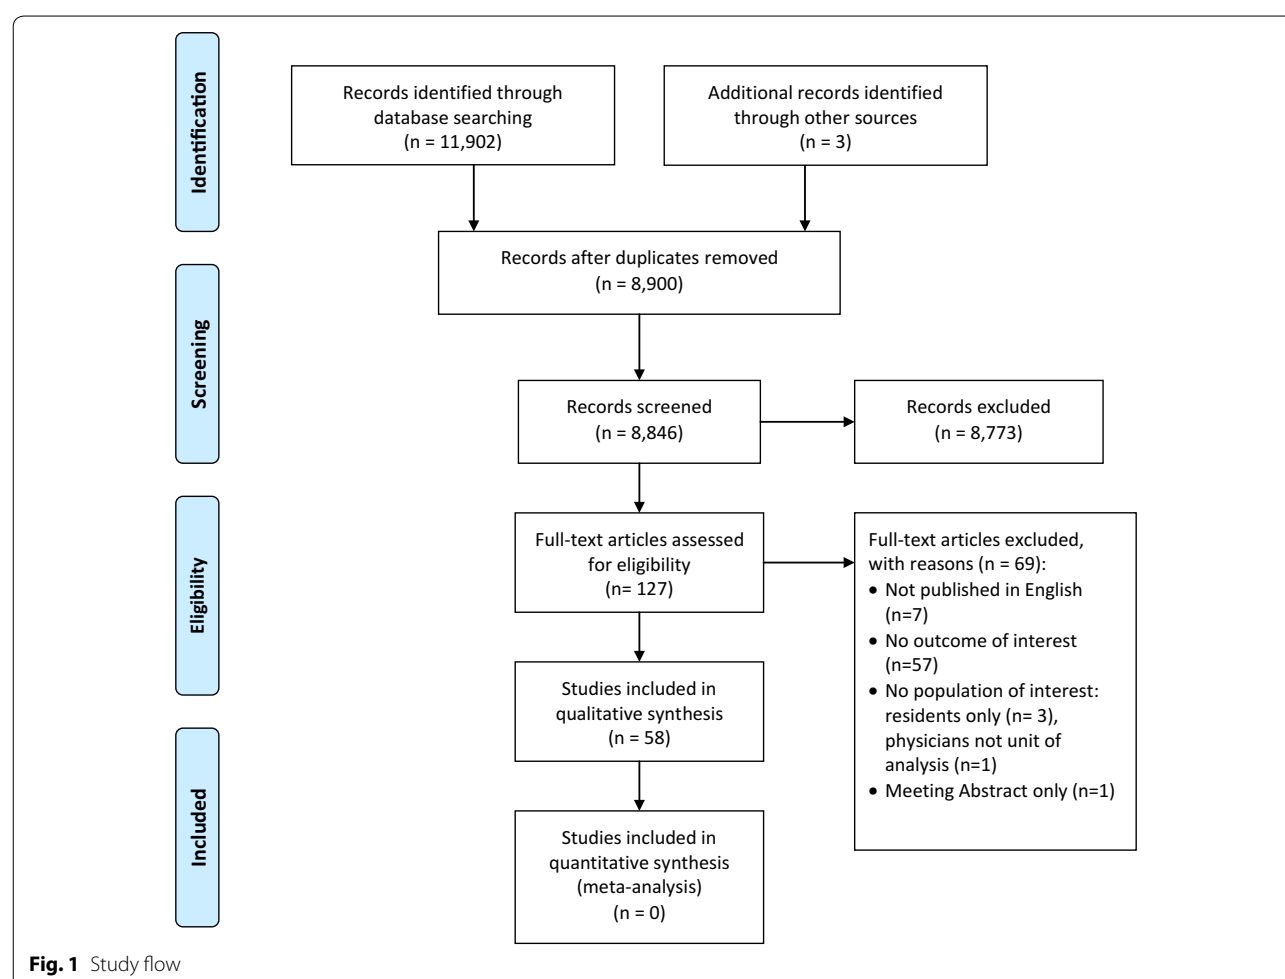 Identification
Records identified through
database searching
(n = 11,902)
Additional records identified
through other sources
(n = 3)
Records after duplicates removed
(n = 8,900)
Screening
Records screened
(n = 8,846)
Records excluded
(n = 8,773)
Eligibility
Full-text articles assessed
for eligibility
(n= 127)
Full-text articles excluded,
with reasons (n = 69):
• Not published in English
(n=7)
• No outcome of interest
(n=57)
• No population of interest:
residents only (n= 3),
physicians not unit of
analysis (n=1)
• Meeting Abstract only (n=1)
Studies included in
qualitative synthesis
(n = 58)
Included
Studies included in
quantitative synthesis
(meta-analysis)
(n = 0)
Fig. 1 Study flow